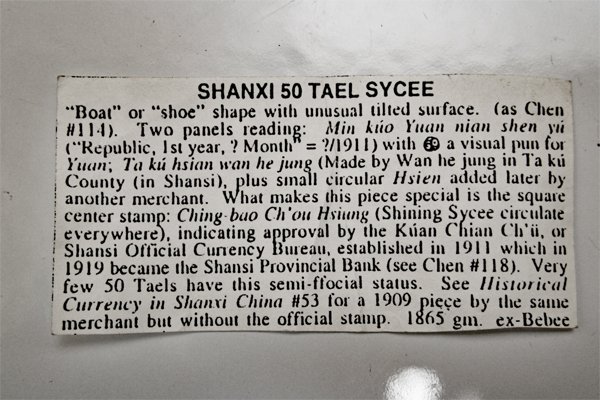 SHANXI 50 TAEL SYCEE
"Boat" or "shoe" shape with unusual tilted surface. (as Chen
#114). Two panels reading: Min kúo Yuan nian shen yú
("Republic, 1st year, ? Month" = ?/1911) with a visual pun for
Yuan; Ta kú hsian wan he jung (Made by Wan he jung in Ta kú
County (in Shansi), plus small circular Hsien added later by
another merchant. What makes this piece special is the square
center stamp: Ching-bao Ch'ou Hsiung (Shining Sycee circulate
everywhere), indicating approval by the Kúan Chian Ch'ü, or
Shansi Official Currency Bureau, established in 1911 which in
1919 became the Shansi Provincial Bank (see Chen #118). Very
few 50 Taels have this semi-ffocial status. See Historical
Currency in Shanxi China #53 for a 1909 piece by the same
merchant but without the official stamp. 1865 gm. ex-Bebee